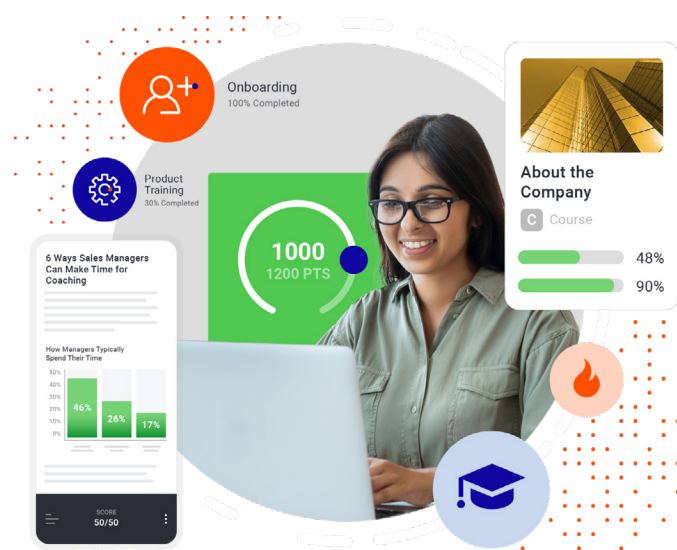 Onboarding
100% Completed
Product
Training
30% Completed
1000
1200 PTS
About the
Company
C Course
48%
90%
6 Ways Sales Managers
Can Make Time for
Coaching
How Managers Typically
Spend Their Time
50%
40%
30%
20%
10%
0%
46%
26%
17%
SCORE
50/50